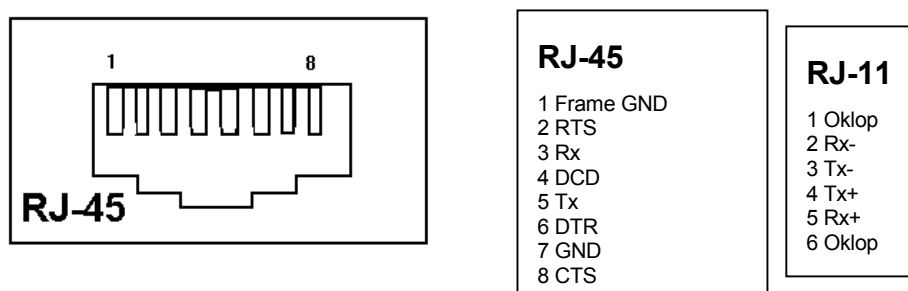 1 8
RJ-45
RJ-45
1 Frame GND
2 RTS
3 Rx
4 DCD
5 Tx
6 DTR
7 GND
8 CTS
RJ-11
1 Oklop
2 Rx-
3 Tx-
4 Tx+
5 Rx+
6 Oklop